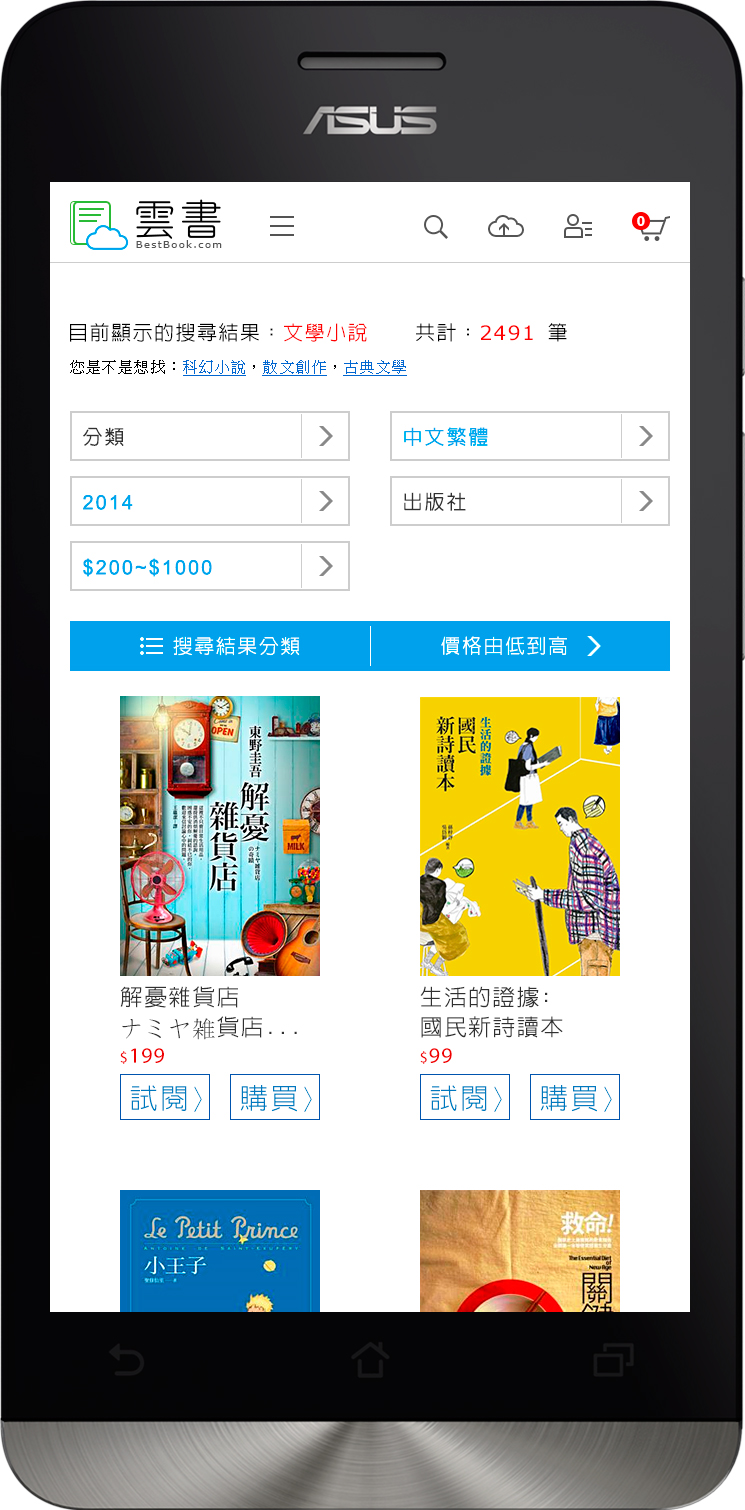 ASUS
雲書
BestBook.com
0
目前顯示的搜尋結果：文學小說 共計：2491 筆
您是不是想找：科幻小說，散文創作，古典文學
分類
中文繁體
2014
出版社
$200~$1000
搜尋結果分類
價格由低到高
OPEN
東野圭吾
解憂
雜貨店
ナミヤ雑貨店の奇蹟
MILK
生活的證據
國民
新詩讀本
解憂雜貨店
ナミヤ雑貨店...
$199
試閱〉
購買〉
生活的證據：
國民新詩讀本
$99
試閱〉
購買〉
Le Petit Prince
ANTOINE DE SAINT-EXUPÉRY
小王子
救命!
The Essential Diet of New Age